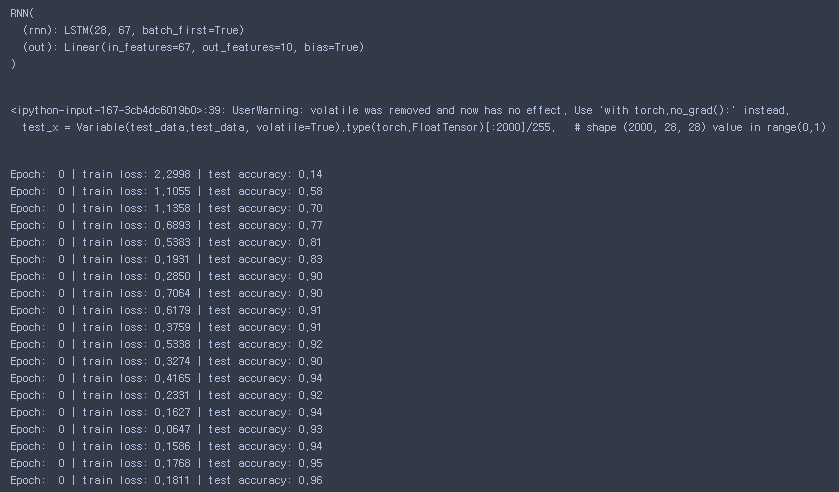 RNN(
(rnn): LSTM(28, 67, batch_first=True)
(out): Linear(in_features=67, out_features=10, bias=True)
)
<ipython-input-167-3cb4dc6019b0>:39: UserWarning: volatile was removed and now has no effect. Use 'with torch.no_grad():' instead.
test_x = Variable(test_data.test_data, volatile=True).type(torch.FloatTensor)[:2000]/255.   # shape (2000, 28, 28) value in range(0,1)
Epoch:  0 | train loss: 2.2998 | test accuracy: 0.14
Epoch:  0 | train loss: 1.1055 | test accuracy: 0.58
Epoch:  0 | train loss: 1.1358 | test accuracy: 0.70
Epoch:  0 | train loss: 0.6893 | test accuracy: 0.77
Epoch:  0 | train loss: 0.5383 | test accuracy: 0.81
Epoch:  0 | train loss: 0.1931 | test accuracy: 0.83
Epoch:  0 | train loss: 0.2850 | test accuracy: 0.90
Epoch:  0 | train loss: 0.7064 | test accuracy: 0.90
Epoch:  0 | train loss: 0.6179 | test accuracy: 0.91
Epoch:  0 | train loss: 0.3759 | test accuracy: 0.91
Epoch:  0 | train loss: 0.5338 | test accuracy: 0.92
Epoch:  0 | train loss: 0.3274 | test accuracy: 0.90
Epoch:  0 | train loss: 0.4165 | test accuracy: 0.94
Epoch:  0 | train loss: 0.2331 | test accuracy: 0.92
Epoch:  0 | train loss: 0.1627 | test accuracy: 0.94
Epoch:  0 | train loss: 0.0647 | test accuracy: 0.93
Epoch:  0 | train loss: 0.1586 | test accuracy: 0.94
Epoch:  0 | train loss: 0.1768 | test accuracy: 0.95
Epoch:  0 | train loss: 0.1811 | test accuracy: 0.96